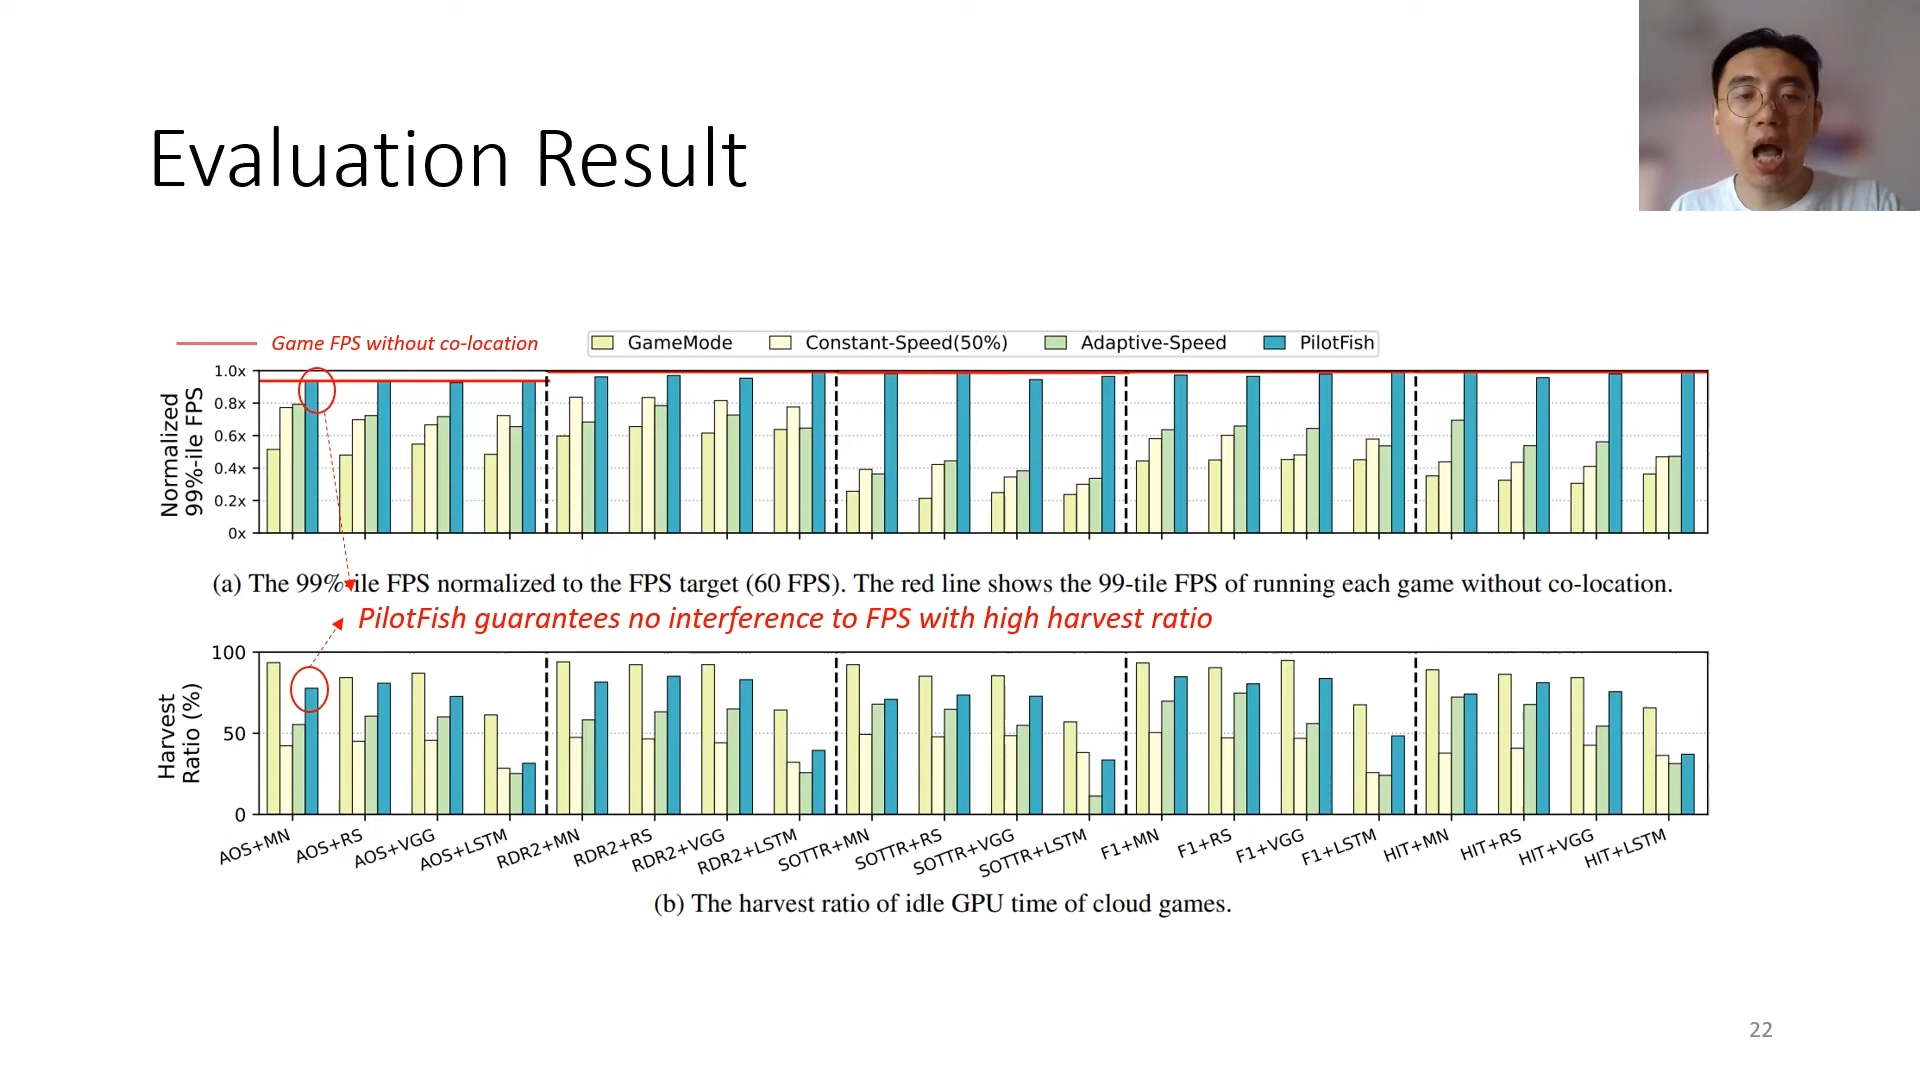 Evaluation Result
Game FPS without co-location
GameMode Constant-Speed(50%) Adaptive-Speed PilotFish
Normalized
99%-ile FPS
1.0x
0.8x
0.6x
0.4x
0.2x
0x
(a) The 99%-ile FPS normalized to the FPS target (60 FPS). The red line shows the 99-tile FPS of running each game without co-location.
PilotFish guarantees no interference to FPS with high harvest ratio
Harvest
Ratio (%)
100
50
0
AOS+MN AOS+RS AOS+VGG AOS+LSTM RDR2+MN RDR2+RS RDR2+VGG RDR2+LSTM SOTTR+MN SOTTR+RS SOTTR+VGG SOTTR+LSTM F1+MN F1+RS F1+VGG F1+LSTM HIT+MN HIT+RS HIT+VGG HIT+LSTM
(b) The harvest ratio of idle GPU time of cloud games.
22